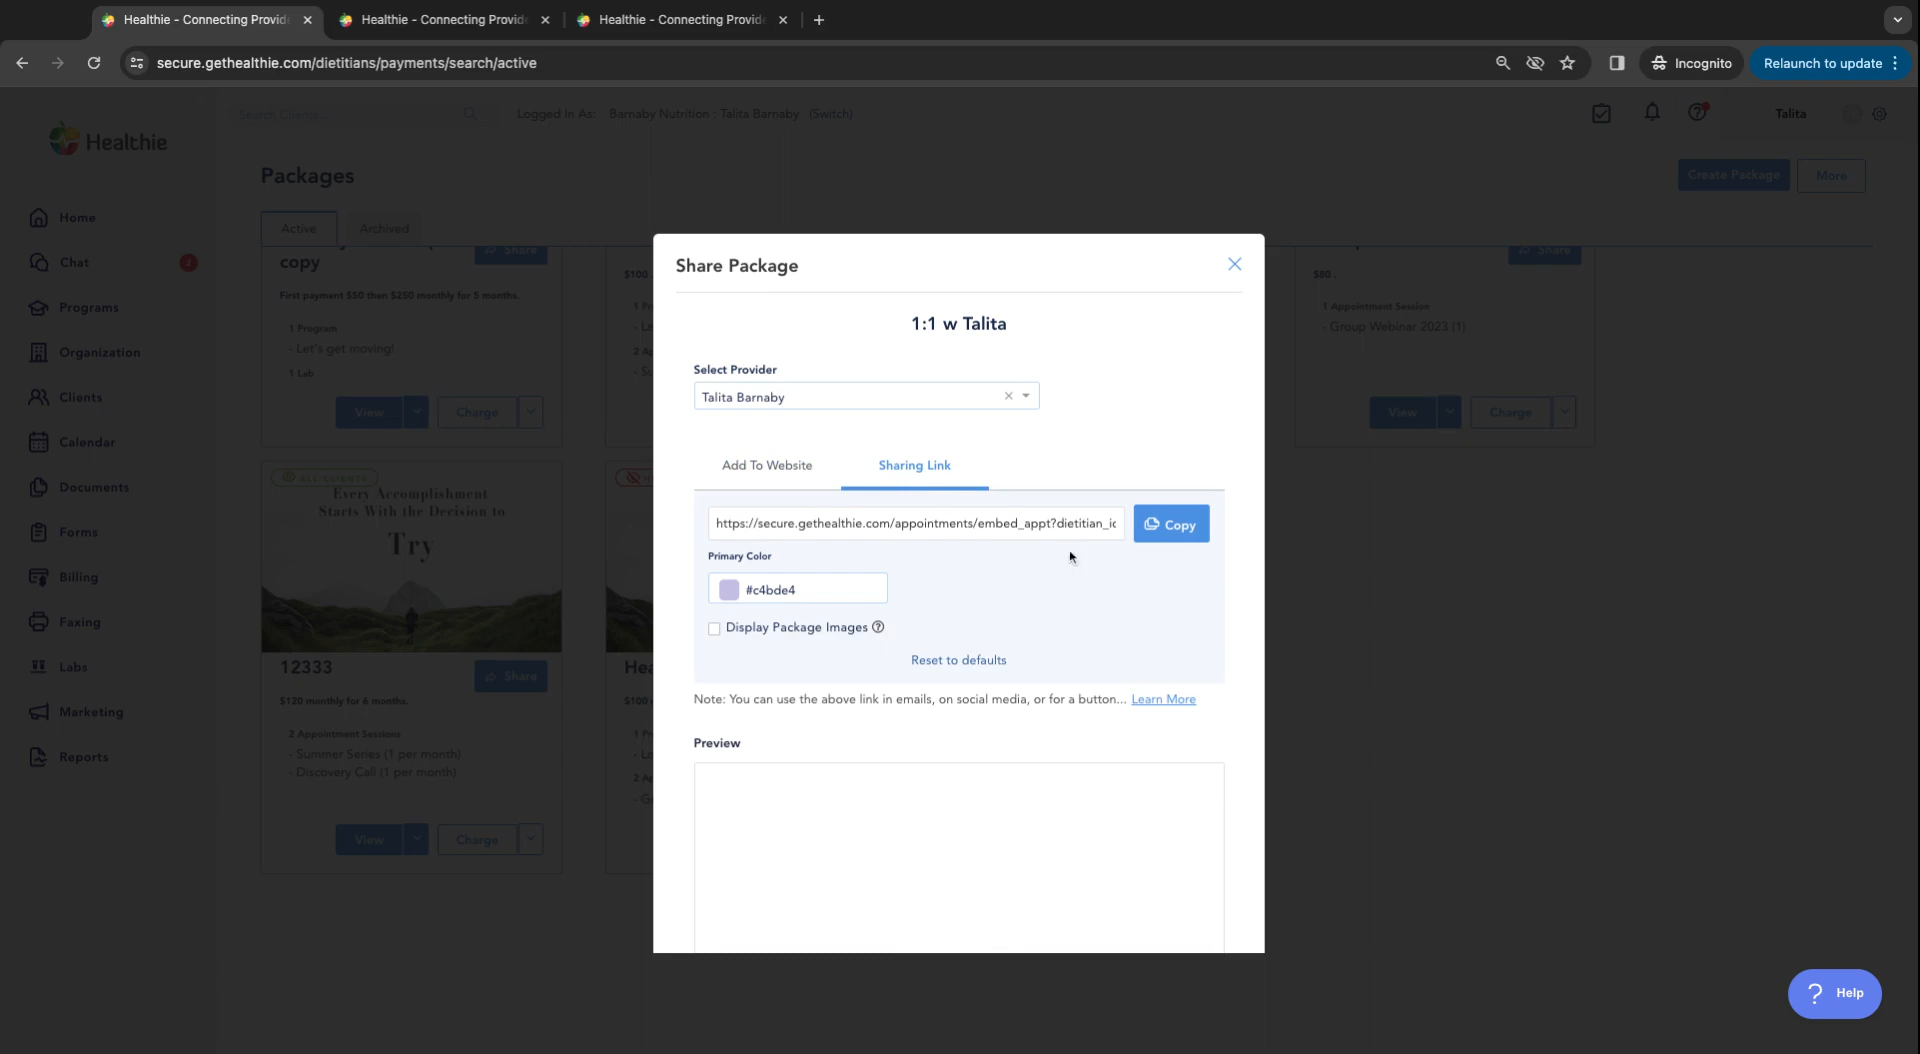 Healthie - Connecting Provid
Healthie - Connecting Provid
Healthie - Connecting Provid
secure.gethealthie.com/dietitians/payments/search/active
Incognito
Relaunch to update
Healthie
Search Clients...
Logged In As: Barnaby Nutrition : Talita Barnaby (Switch)
Talita
Packages
Create Package
More
Active
Archived
Home
Chat
Programs
Organization
Clients
Calendar
Documents
Forms
Billing
Faxing
Labs
Marketing
Reports
copy
Share
First payment $50 then $250 monthly for 5 months.
1 Program
- Let's get moving!
1 Lab
View
Charge
$100
$80 .
Share
1 Appointment Session
- Group Webinar 2023 (1)
View
Charge
ALL CLIENTS
Every Accomplishment
Starts With the Decision to
Try
12333
Share
$120 monthly for 6 months.
2 Appointment Sessions
- Summer Series (1 per month)
- Discovery Call (1 per month)
View
Charge
Hea
$100
Share Package
1:1 w Talita
Select Provider
Talita Barnaby
Add To Website
Sharing Link
https://secure.gethealthie.com/appointments/embed_appt?dietitian_ic
Copy
Primary Color
#c4bde4
Display Package Images ?
Reset to defaults
Note: You can use the above link in emails, on social media, or for a button... Learn More
Preview
? Help